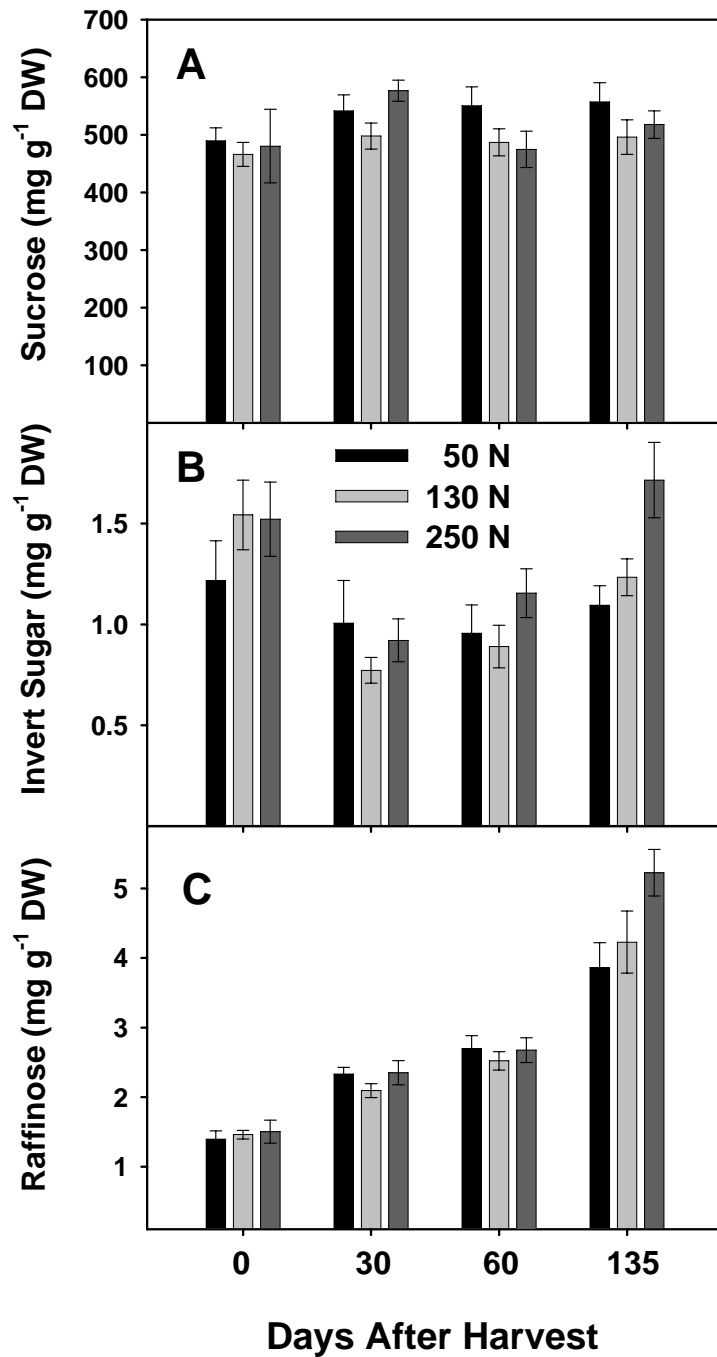 700
600
500
400
300
200
100
Sucrose (mg g⁻¹ DW)
A
1.5
1.0
0.5
Invert Sugar (mg g⁻¹ DW)
B
50 N
130 N
250 N
5
4
3
2
1
Raffinose (mg g⁻¹ DW)
C
0 30 60 135
Days After Harvest